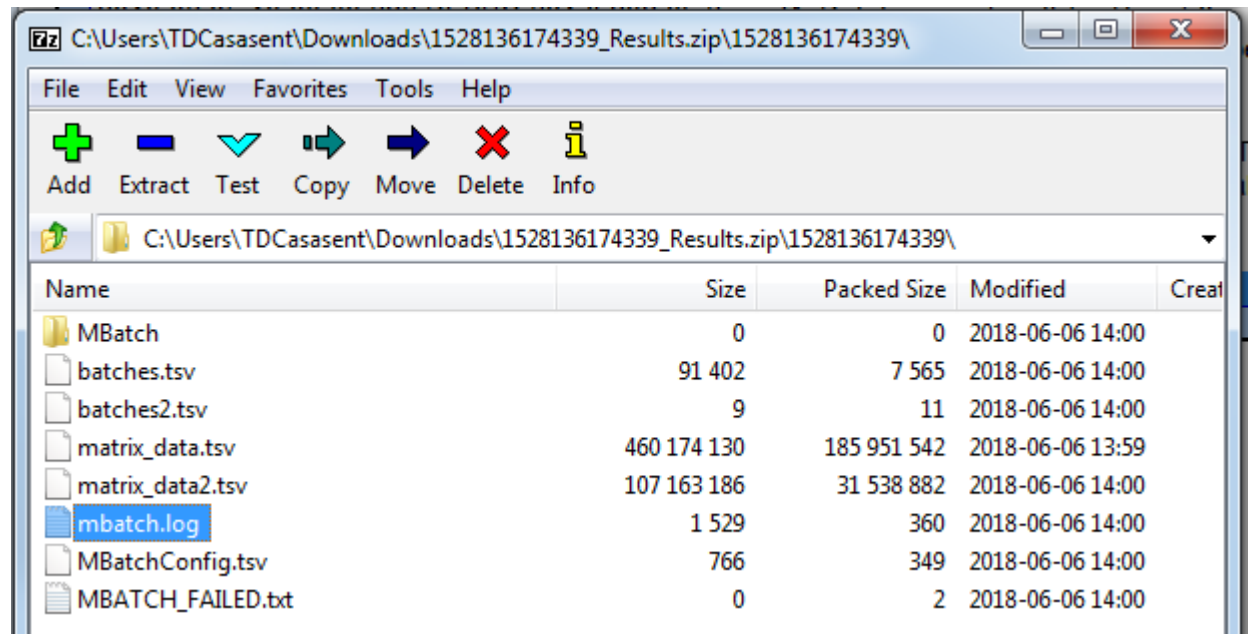 7z C:\Users\TDCasasent\Downloads\1528136174339_Results.zip\1528136174339\
File Edit View Favorites Tools Help
Add Extract Test Copy Move Delete Info
C:\Users\TDCasasent\Downloads\1528136174339_Results.zip\1528136174339\
Name Size Packed Size Modified Creat
MBatch 0 0 2018-06-06 14:00
batches.tsv 91 402 7 565 2018-06-06 14:00
batches2.tsv 9 11 2018-06-06 14:00
matrix_data.tsv 460 174 130 185 951 542 2018-06-06 13:59
matrix_data2.tsv 107 163 186 31 538 882 2018-06-06 14:00
mbatch.log 1 529 360 2018-06-06 14:00
MBatchConfig.tsv 766 349 2018-06-06 14:00
MBATCH_FAILED.txt 0 2 2018-06-06 14:00